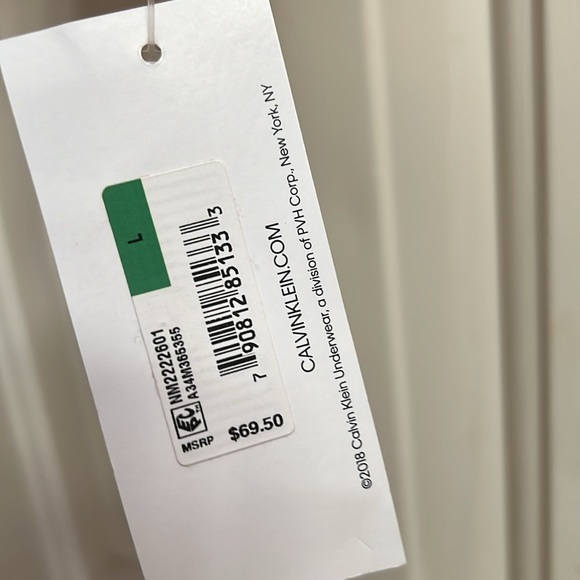 L
NM2222601
A34M365355
7 90812 85133 3
MSRP $69.50
CALVINKLEIN.COM
©2018 Calvin Klein Underwear, a division of PVH Corp., New York, NY